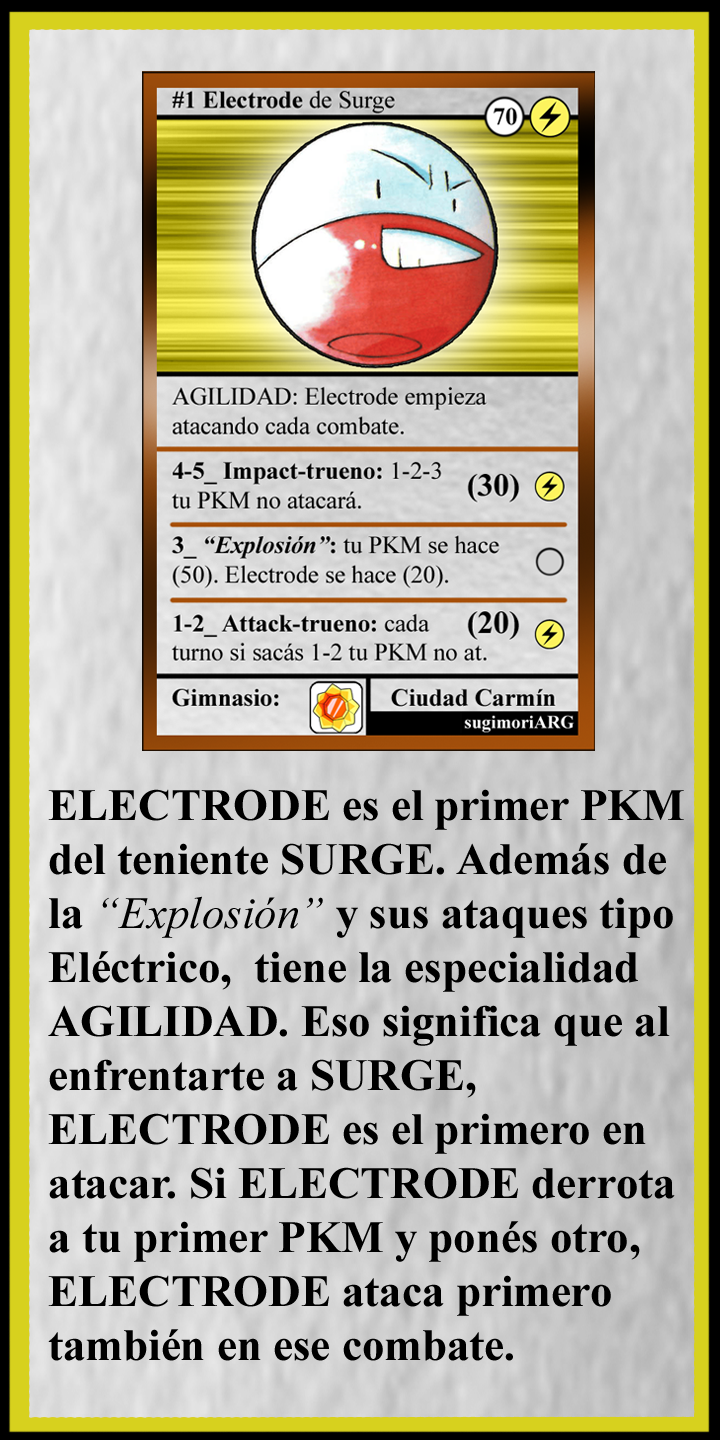 #1 Electrode de Surge
70
AGILIDAD: Electrode empieza
atacando cada combate.
4-5_ Impact-trueno: 1-2-3 (30)
tu PKM no atacará.
3_ “Explosión”: tu PKM se hace
(50). Electrode se hace (20).
1-2_ Attack-trueno: cada (20)
turno si sacás 1-2 tu PKM no at.
Gimnasio: Ciudad Carmín
sugimoriARG
ELECTRODE es el primer PKM
del teniente SURGE. Además de
la “Explosión” y sus ataques tipo
Eléctrico,  tiene la especialidad
AGILIDAD. Eso significa que al
enfrentarte a SURGE,
ELECTRODE es el primero en
atacar. Si ELECTRODE derrota
a tu primer PKM y ponés otro,
ELECTRODE ataca primero
también en ese combate.